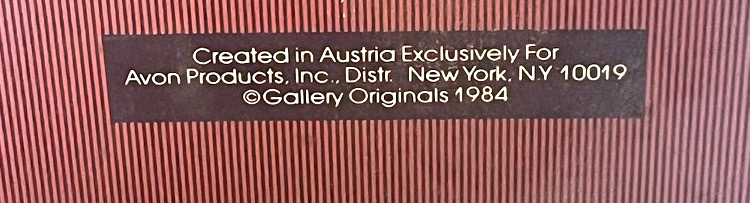 Created in Austria Exclusively For
Avon Products, Inc., Distr. New York, N.Y 10019
©Gallery Originals 1984